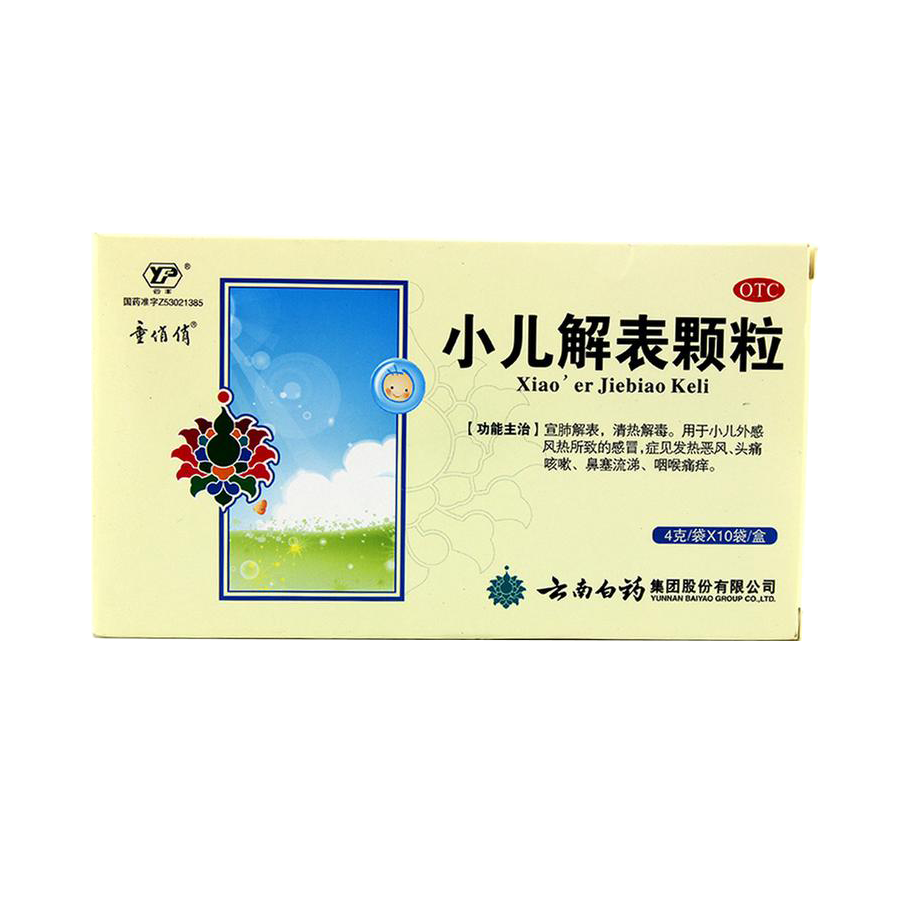 YP®
云丰
国药准字Z53021385
童俏俏®
OTC
小儿解表颗粒
Xiao'er Jiebiao Keli
【功能主治】宣肺解表，清热解毒。用于小儿外感
风热所致的感冒，症见发热恶风、头痛
咳嗽、鼻塞流涕、咽喉痛痒。
4克/袋X10袋/盒
云南白药集团股份有限公司
YUNNAN BAIYAO GROUP CO.,LTD.